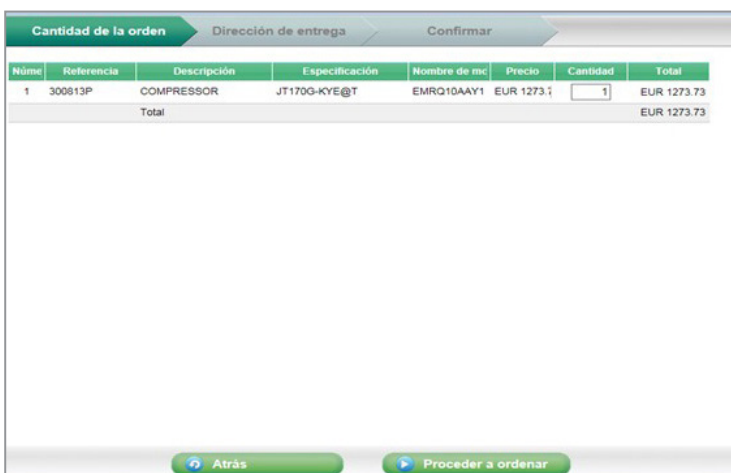 Cantidad de la orden Dirección de entrega Confirmar
Núme Referencia Descripción Especificación Nombre de mo Precio Cantidad Total
1 300813P COMPRESSOR JT170G-KYE@T EMRQ10AAY1 EUR 1273.7 1 EUR 1273.73
Total EUR 1273.73
Atrás Proceder a ordenar